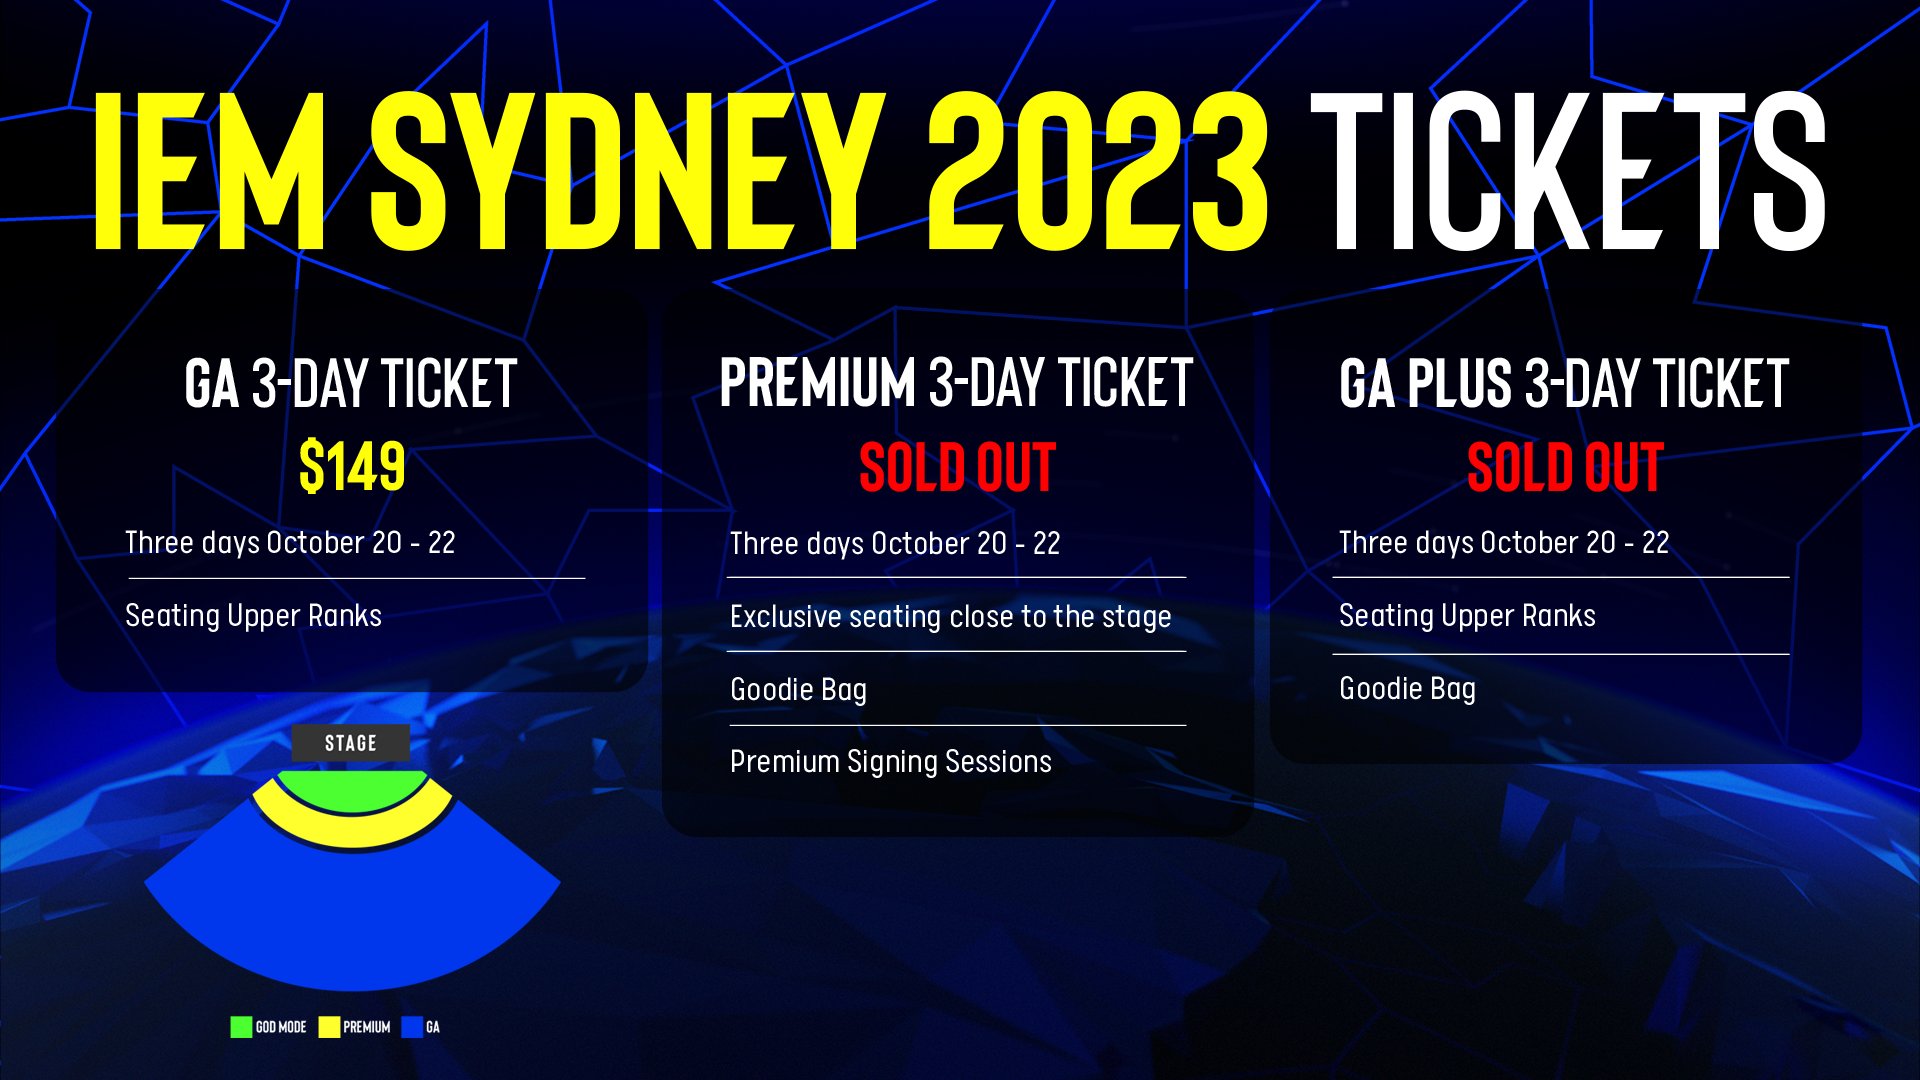 IEM SYDNEY 2023 TICKETS
GA 3-DAY TICKET
$149
Three days October 20 - 22
Seating Upper Ranks
PREMIUM 3-DAY TICKET
SOLD OUT
Three days October 20 - 22
Exclusive seating close to the stage
Goodie Bag
Premium Signing Sessions
GA PLUS 3-DAY TICKET
SOLD OUT
Three days October 20 - 22
Seating Upper Ranks
Goodie Bag
STAGE
GOD MODE PREMIUM GA